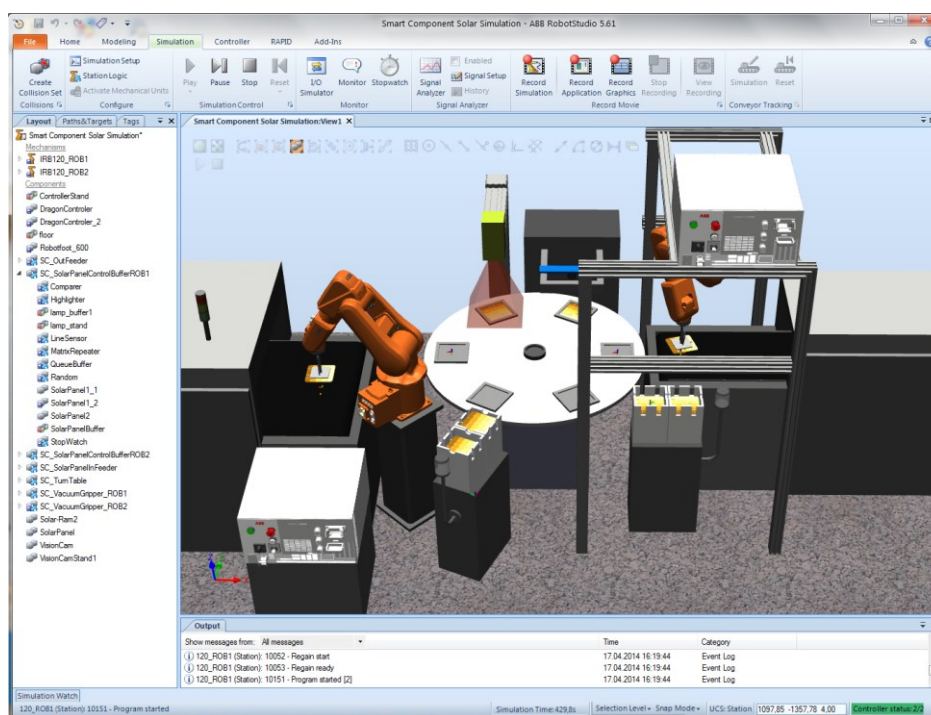 Smart Component Solar Simulation - ABB RobotStudio 5.61
File Home Modeling Simulation Controller RAPID Add-Ins
Create Collision Set
Simulation Setup
Station Logic
Activate Mechanical Units
Play Pause Stop Reset
I/O Simulator Monitor Stopwatch
Signal Analyzer
Enabled
Signal Setup
History
Record Simulation Record Application Record Graphics Stop Recording View Recording
Simulation Reset
Collisions Configure Simulation Control Monitor Signal Analyzer Record Movie Conveyor Tracking
Layout Paths&Targets Tags
Smart Component Solar Simulation:View1
Smart Component Solar Simulation*
Mechanisms
IRB120_ROB1
IRB120_ROB2
Components
ControllerStand
DragonControler
DragonControler_2
floor
Robotfoot_600
SC_OutFeeder
SC_SolarPanelControlBufferROB1
Comparer
Highlighter
lamp_buffer1
lamp_stand
LineSensor
MatrixRepeater
QueueBuffer
Random
SolarPanel1_1
SolarPanel1_2
SolarPanel2
SolarPanelBuffer
StopWatch
SC_SolarPanelControlBufferROB2
SC_SolarPanelInFeeder
SC_TurnTable
SC_VacuumGripper_ROB1
SC_VacuumGripper_ROB2
Solar-Ram2
SolarPanel
VisionCam
VisionCamStand1
ABB
ABB
Output
Show messages from: All messages Time Category
120_ROB1 (Station): 10052 - Regain start 17.04.2014 16:19:44 Event Log
120_ROB1 (Station): 10053 - Regain ready 17.04.2014 16:19:44 Event Log
120_ROB1 (Station): 10151 - Program started [2] 17.04.2014 16:19:44 Event Log
Simulation Watch
120_ROB1 (Station): 10151 - Program started Simulation Time: 429,8s Selection Level Snap Mode UCS: Station 1097,85 -1357,78 4,00 Controller status: 2/2